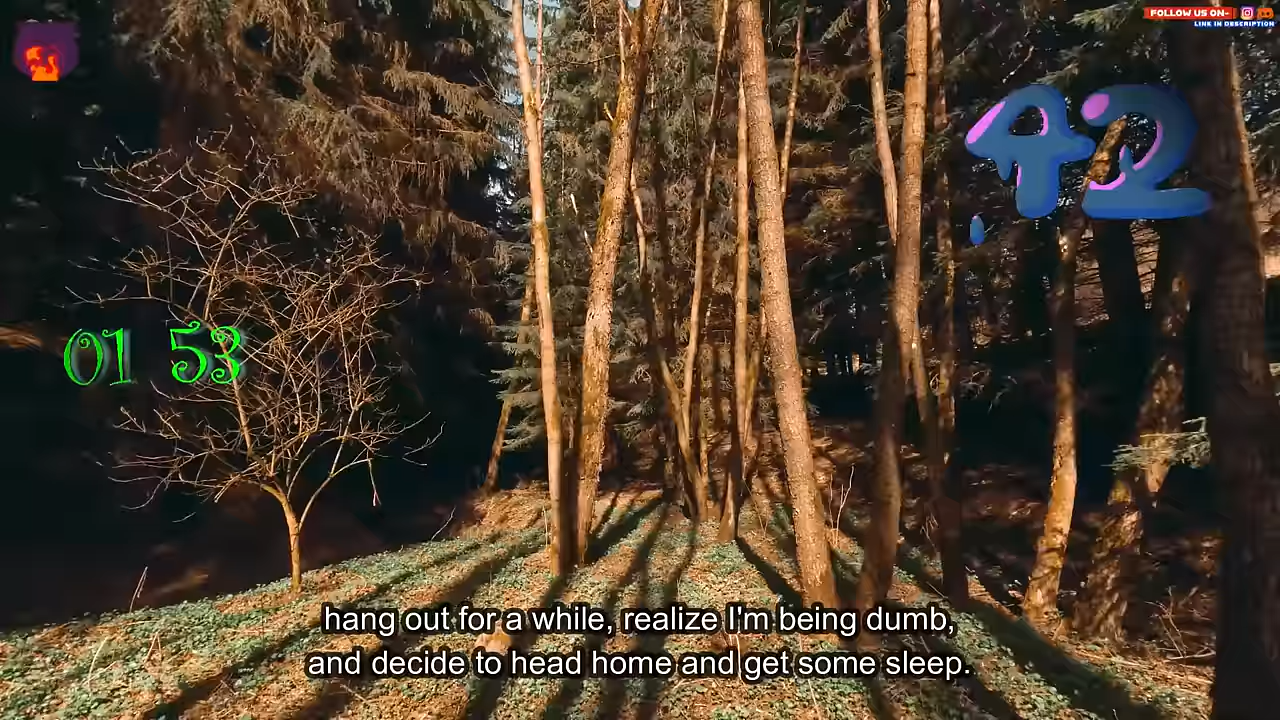 FOLLOW US ON-
LINK IN DESCRIPTION
42
01 53
hang out for a while, realize I'm being dumb,
and decide to head home and get some sleep.